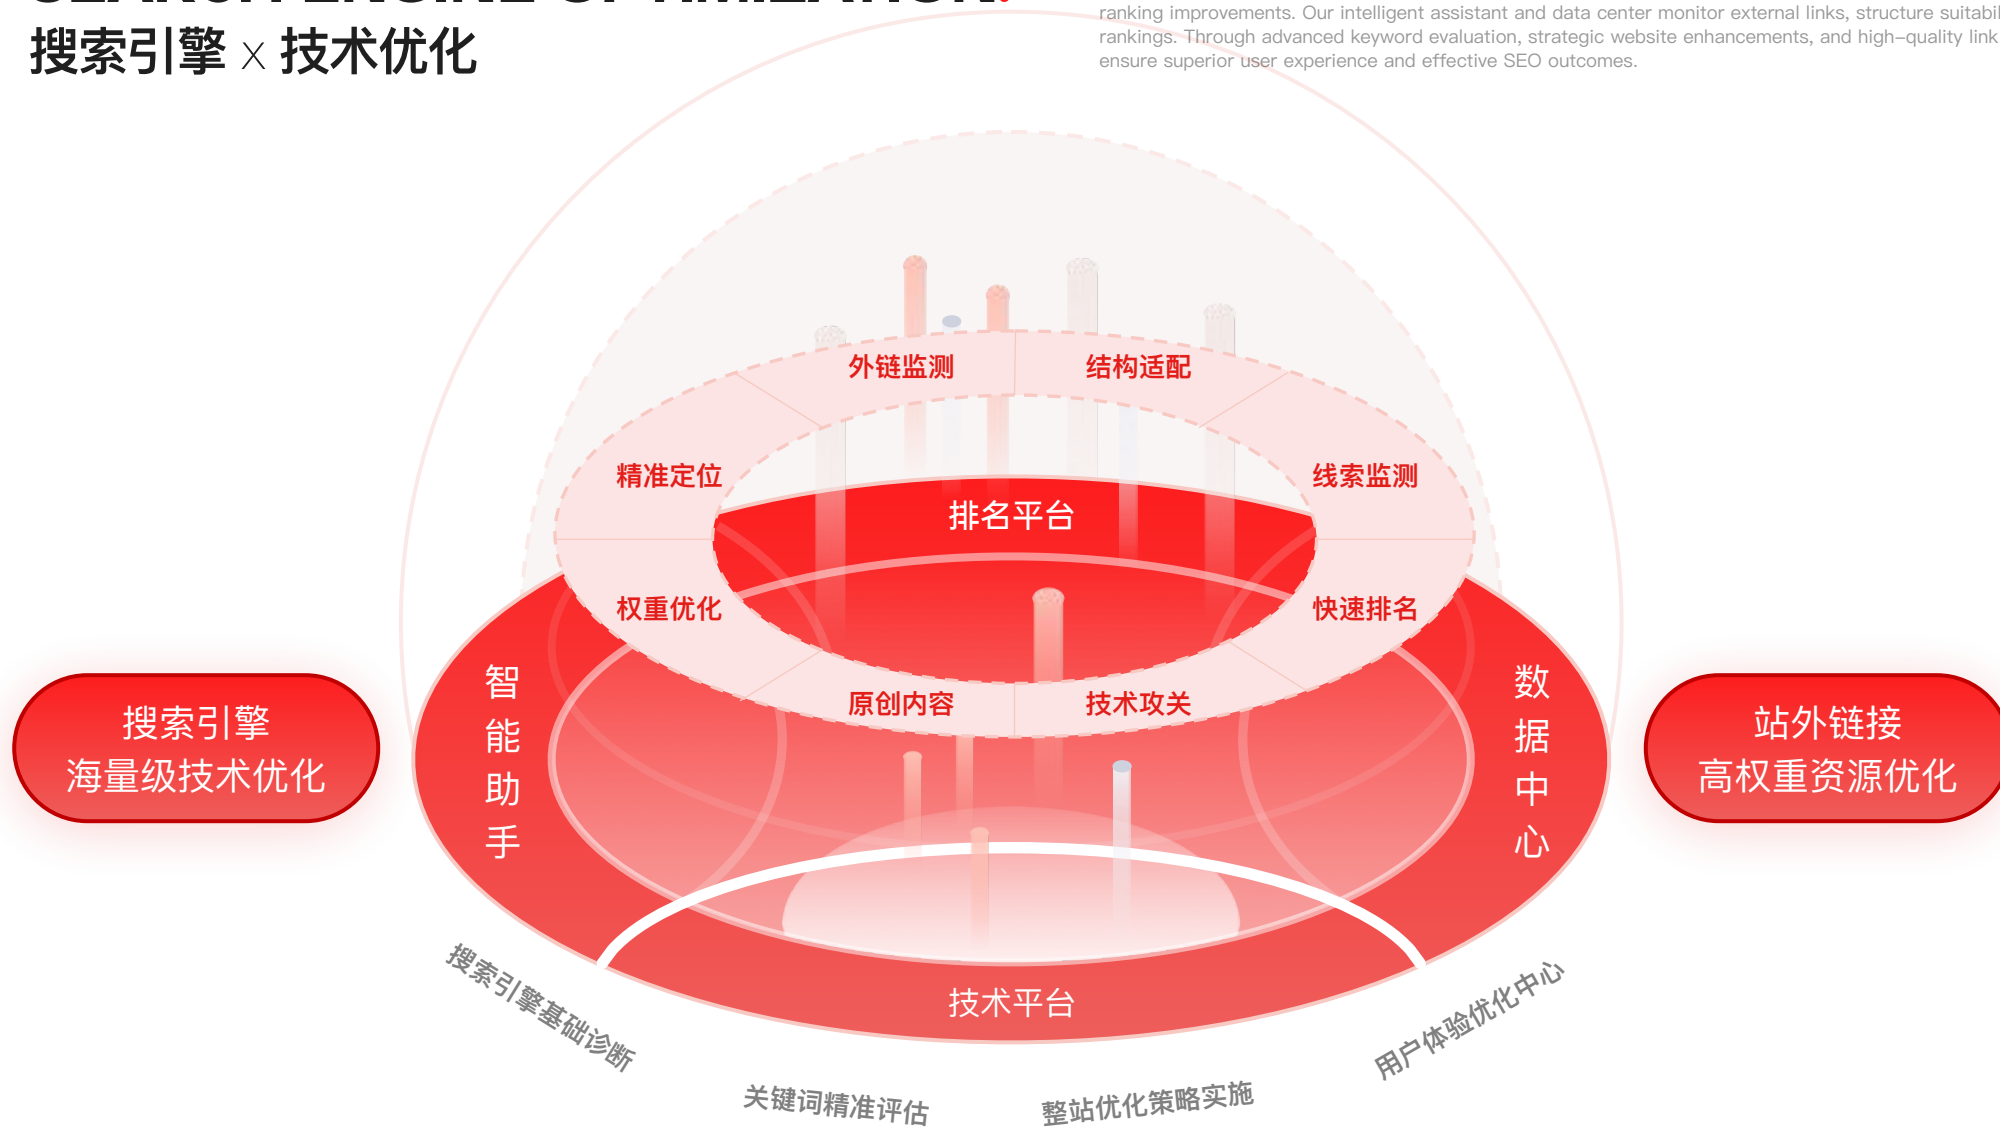 SEARCH ENGINE OPTIMIZATION.
搜索引擎 x 技术优化
ranking improvements. Our intelligent assistant and data center monitor external links, structure
rankings. Through advanced keyword evaluation, strategic website enhancements, and high-quality link
ensure superior user experience and effective SEO outcomes.
外链监测
结构适配
精准定位
线索监测
排名平台
权重优化
快速排名
原创内容
技术攻关
智能助手
数据中心
搜索引擎
海量级技术优化
站外链接
高权重资源优化
技术平台
搜索引擎基础诊断
关键词精准评估
整站优化策略实施
用户体验优化中心